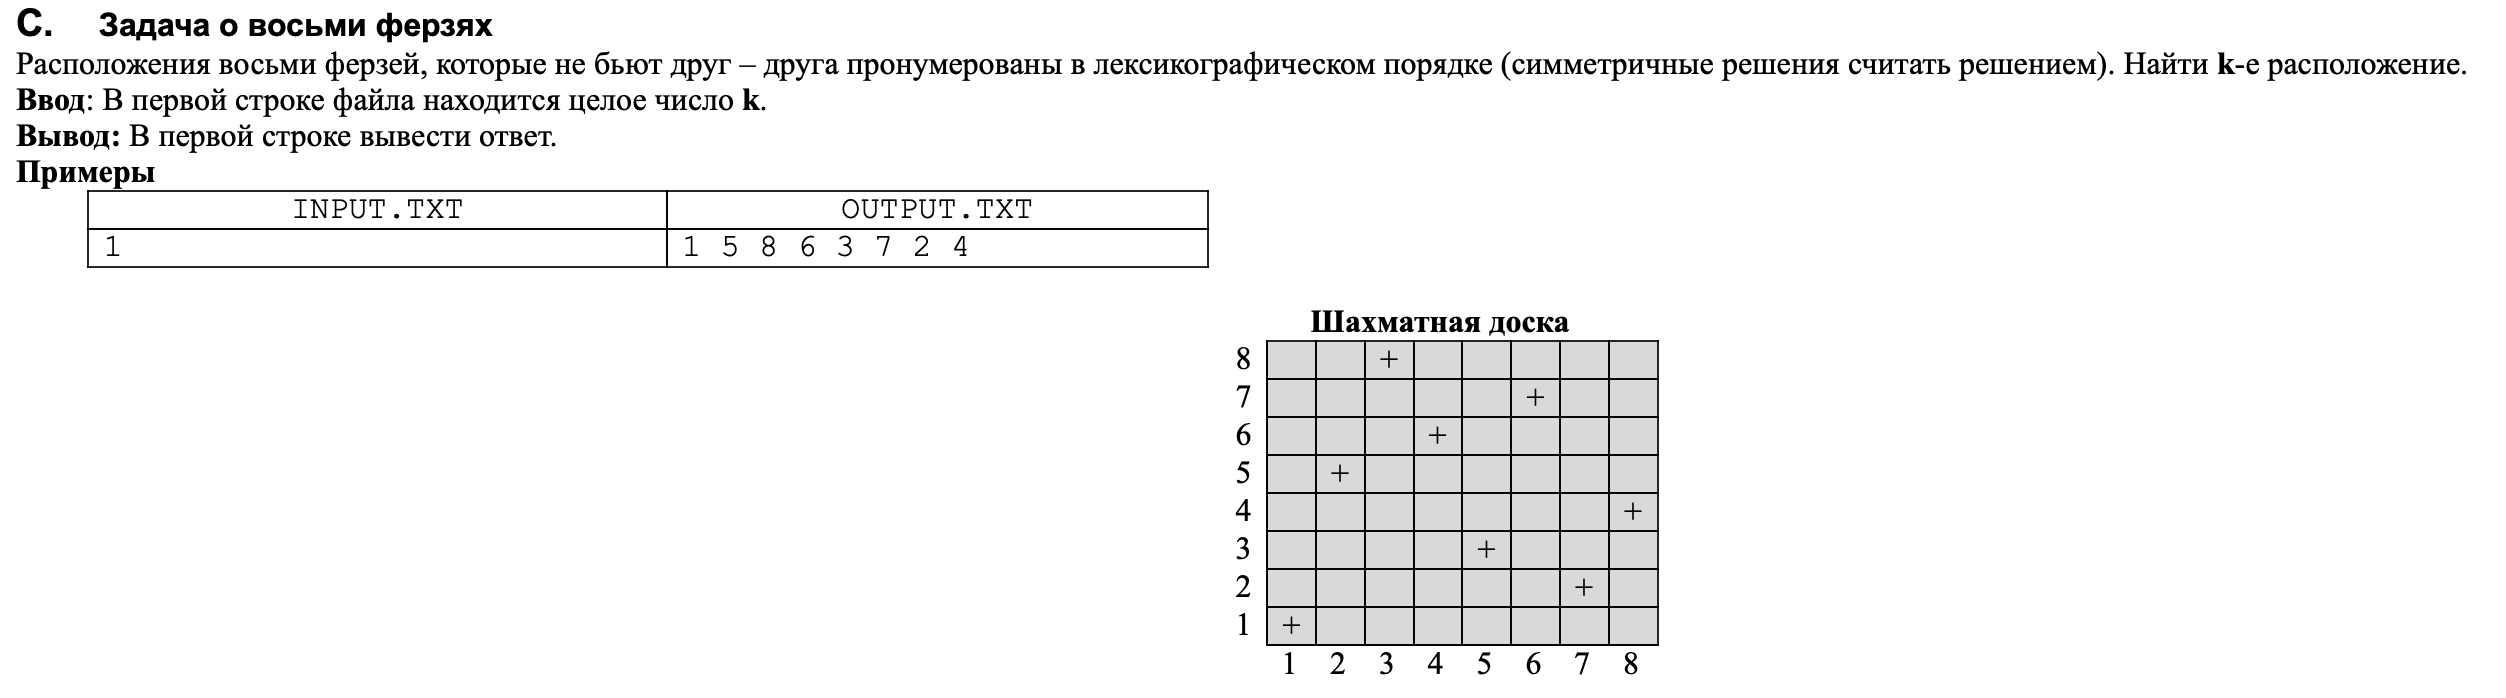 C. Задача о восьми ферзях
Расположения восьми ферзей, которые не бьют друг – друга пронумерованы в лексикографическом порядке (симметричные решения считать решением). Найти k-е расположение.
Ввод: В первой строке файла находится целое число k.
Вывод: В первой строке вывести ответ.
Примеры
INPUT.TXT OUTPUT.TXT
1 1 5 8 6 3 7 2 4
Шахматная доска
8 +
7 +
6 +
5 +
4 +
3 +
2 +
1 +
1 2 3 4 5 6 7 8